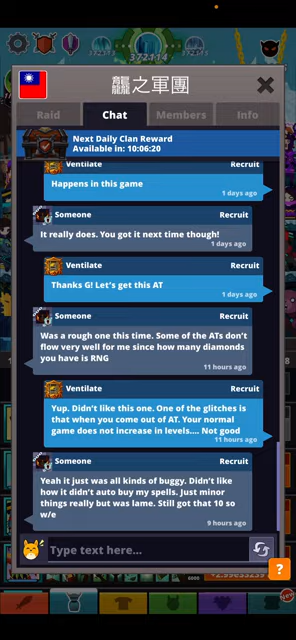 372114
龘之軍團
Raid
Chat
Members
Info
Next Daily Clan Reward
Available in: 10:06:20
Ventilate
Recruit
Happens in this game
1 days ago
Someone
Recruit
It really does. You got it next time though!
1 days ago
Ventilate
Recruit
Thanks G! Let's get this AT
1 days ago
Someone
Recruit
Was a rough one this time. Some of the ATs don't
flow very well for me since how many diamonds
you have is RNG
11 hours ago
Ventilate
Recruit
Yup. Didn't like this one. One of the glitches is
that when you come out of AT. Your normal
game does not increase in levels.... Not good
11 hours ago
Someone
Recruit
Yeah it just was all kinds of buggy. Didn't like
how it didn't auto buy my spells. Just minor
things really but was lame. Still got that 10 so
w/e
9 hours ago
Type text here...
?
New